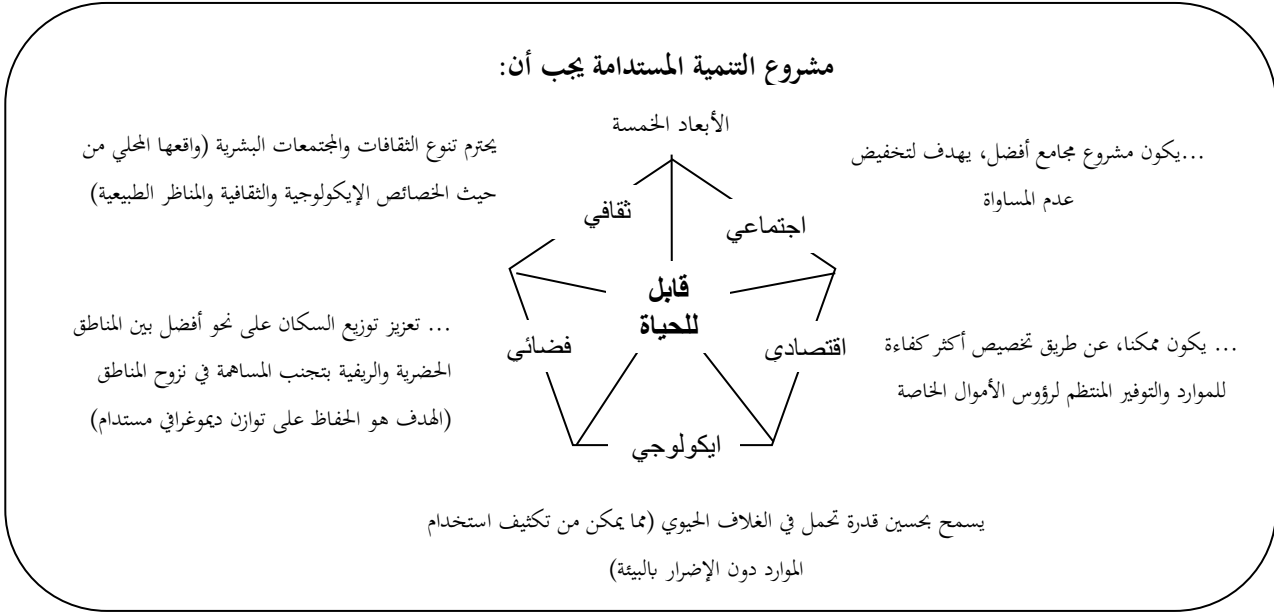 مشروع التنمية المستدامة يجب أن:
الأبعاد الخمسة
...يكون مشروع مجامع أفضل، يهدف لتخفيض
عدم المساواة
يحترم تنوع الثقافات والمجتمعات البشرية (واقعها المحلي من
حيث الخصائص الإيكولوجية والثقافية والمناظر الطبيعية)
اجتماعي
ثقافي
قابل
للحياة
... يكون ممكنا، عن طريق تخصيص أكثر كفاءة
للموارد والتوفير المنتظم لرؤوس الأموال الخاصة
اقتصادي
فضائي
... تعزيز توزيع السكان على نحو أفضل بين المناطق
الحضرية والريفية بتجنب المساهمة في نزوح المناطق
(الهدف هو الحفاظ على توازن ديموغرافي مستدام)
ايكولوجي
يسمح بحسين قدرة تحمل في الغلاف الحيوي (مما يمكن من تكثيف استخدام
الموارد دون الإضرار بالبيئة)